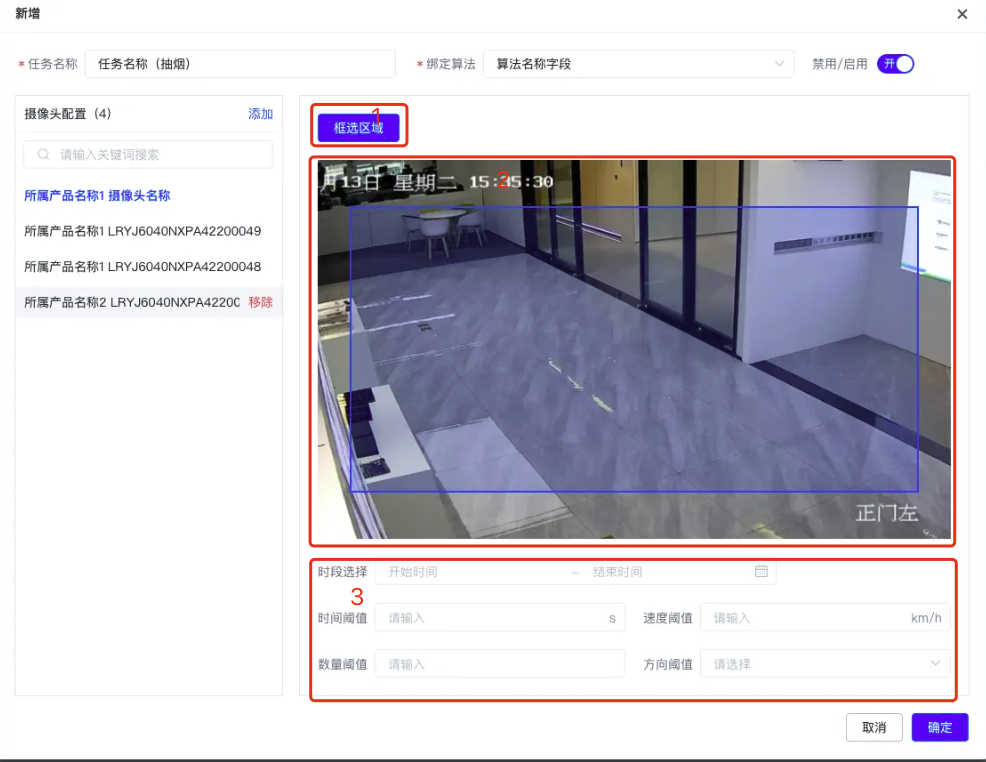 新增
* 任务名称 任务名称（抽烟） * 绑定算法 算法名称字段 禁用/启用 开
摄像头配置（4） 添加
请输入关键词搜索
所属产品名称1 摄像头名称
所属产品名称1 LRYJ6040NXPA42200049
所属产品名称1 LRYJ6040NXPA42200048
所属产品名称2 LRYJ6040NXPA42200 移除
1
框选区域
2
月13日 星期二 15:35:30
正门左
时段选择 开始时间 ~ 结束时间
3
时间阈值 请输入 s 速度阈值 请输入 km/h
数量阈值 请输入 方向阈值 请选择
取消 确定